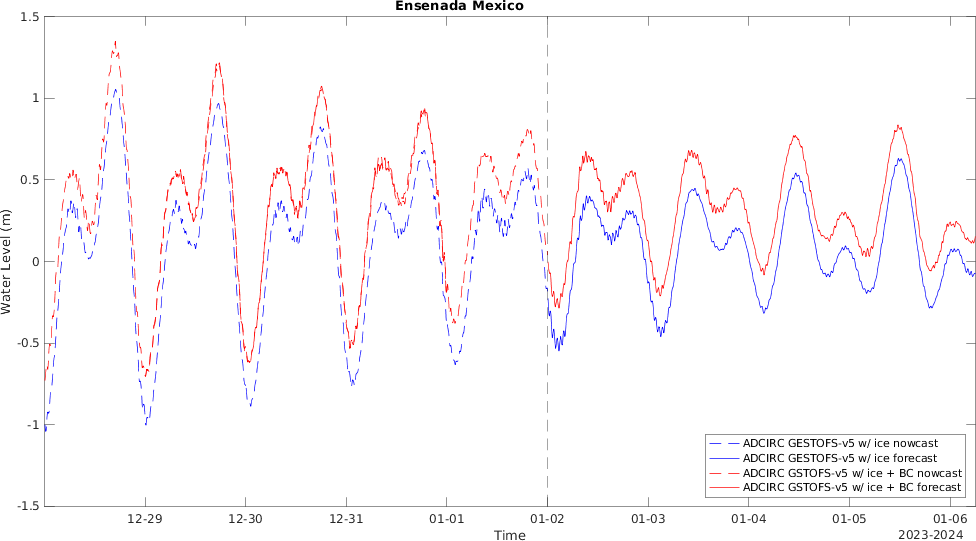 Ensenada Mexico
1.5
1
0.5
0
-0.5
-1
-1.5
Water Level (m)
12-29
12-30
12-31
01-01
01-02
01-03
01-04
01-05
01-06
Time
2023-2024
ADCIRC GESTOFS-v5 w/ ice nowcast
ADCIRC GESTOFS-v5 w/ ice forecast
ADCIRC GSTOFS-v5 w/ ice + BC nowcast
ADCIRC GSTOFS-v5 w/ ice + BC forecast